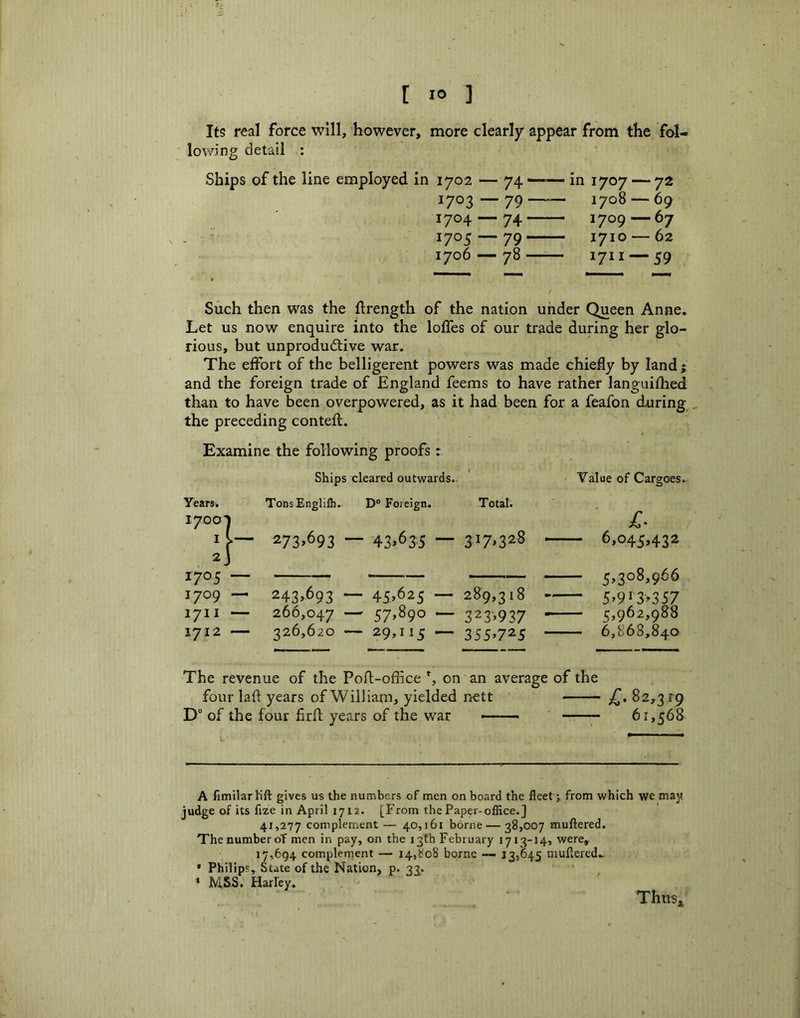 [ 10 ]
Its real force will, however, more clearly appear from the fol-
lowing detail :
Ships of the line employed in 1702 — 74 —— in 1707 — 72
1703 — 79 —— 1708 — 69
1704 — 74 —— 1709 — 67
1705 — 79 —— 1710 — 62
1706 — 78 —— 1711 — 59
Such then was the ſtrength of the nation under Queen Anne.
Let us now enquire into the loſſes of our trade during her glo-
rious, but unproductive war.
The effort of the belligerent powers was made chiefly by land;
and the foreign trade of England ſeems to have rather languiſhed
than to have been overpowered, as it had been for a ſeaſon during
the preceding conteſt.
Examine the following proofs :
Ships cleared outwards. Value of Cargoes.
Years. Tons Engliſh. Dº Foreign. Total.
1700 £.
1 } — 273,693 — 43,635 — 317,328 —— 6,045,432
2
1705 — —— —— —— —— 5,308,966
1709 — 243,693 — 45,625 — 289,318 —— 5,913,357
1711 — 266,047 — 57,890 — 323,937 —— 5,962,988
1712 — 326,620 — 29,115 — 355,725 —— 6,868,840
The revenue of the Poſt-office ᵗ, on an average of the
four laſt years of William, yielded nett —— £. 82,319
Dº of the four firſt years of the war —— —— 61,568
A ſimilar liſt gives us the numbers of men on board the fleet; from which we may
judge of its ſize in April 1712. [From the Paper-office.]
41,277 complement — 40,161 borne — 38,007 muſtered.
The number of men in pay, on the 13th February 1713-14, were,
17,694 complement — 14,808 borne — 13,645 muſtered.
ˢ Philips, State of the Nation, p. 33.
ᵗ MSS. Harley.
Thus,